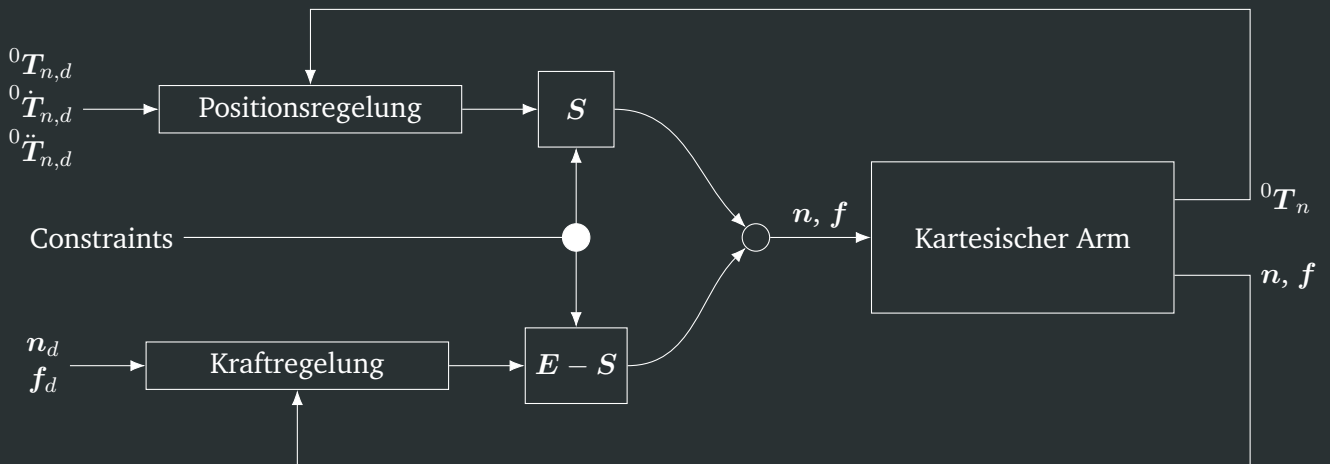 ⁰T_{n,d}
⁰Ṫ_{n,d}
⁰T̈_{n,d}
Positionsregelung
S
Constraints
n, f
Kartesischer Arm
⁰T_n
n, f
n_d
f_d
Kraftregelung
E − S